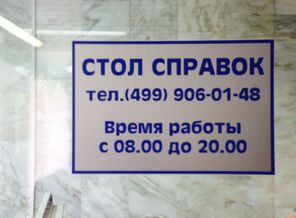 СТОЛ СПРАВОК
тел.(499) 906-01-48
Время работы
с 08.00 до 20.00